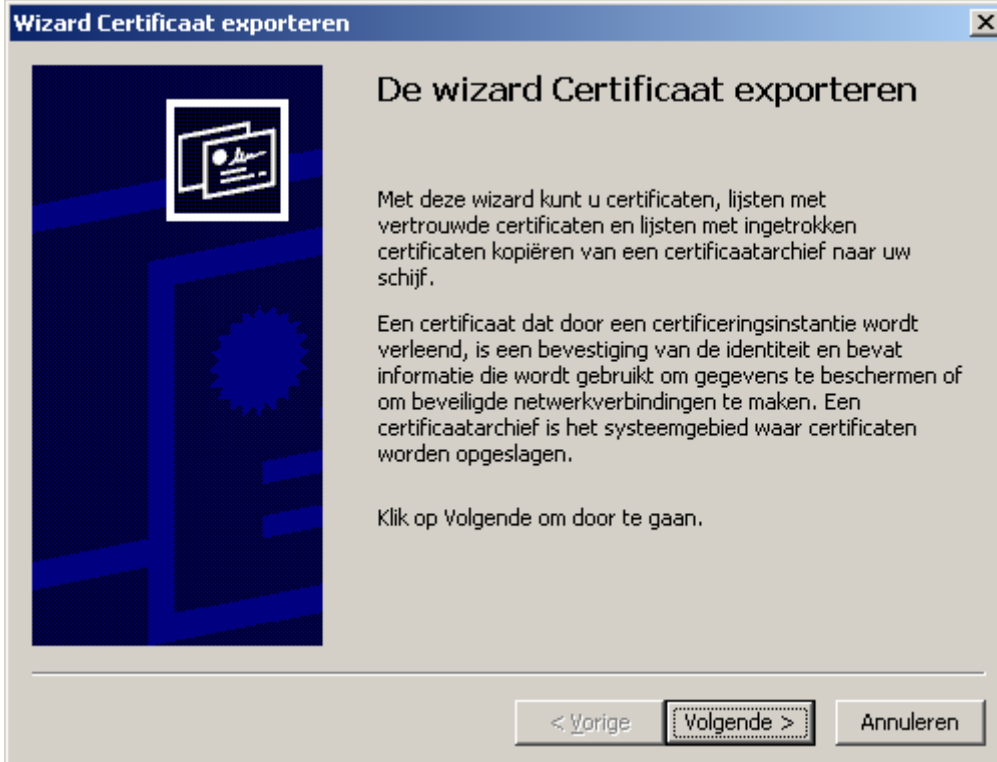 Wizard Certificaat exporteren
De wizard Certificaat exporteren
Met deze wizard kunt u certificaten, lijsten met
vertrouwde certificaten en lijsten met ingetrokken
certificaten kopiëren van een certificaatarchief naar uw
schijf.
Een certificaat dat door een certificeringsinstantie wordt
verleend, is een bevestiging van de identiteit en bevat
informatie die wordt gebruikt om gegevens te beschermen of
om beveiligde netwerkverbindingen te maken. Een
certificaatarchief is het systeemgebied waar certificaten
worden opgeslagen.
Klik op Volgende om door te gaan.
< Vorige Volgende > Annuleren